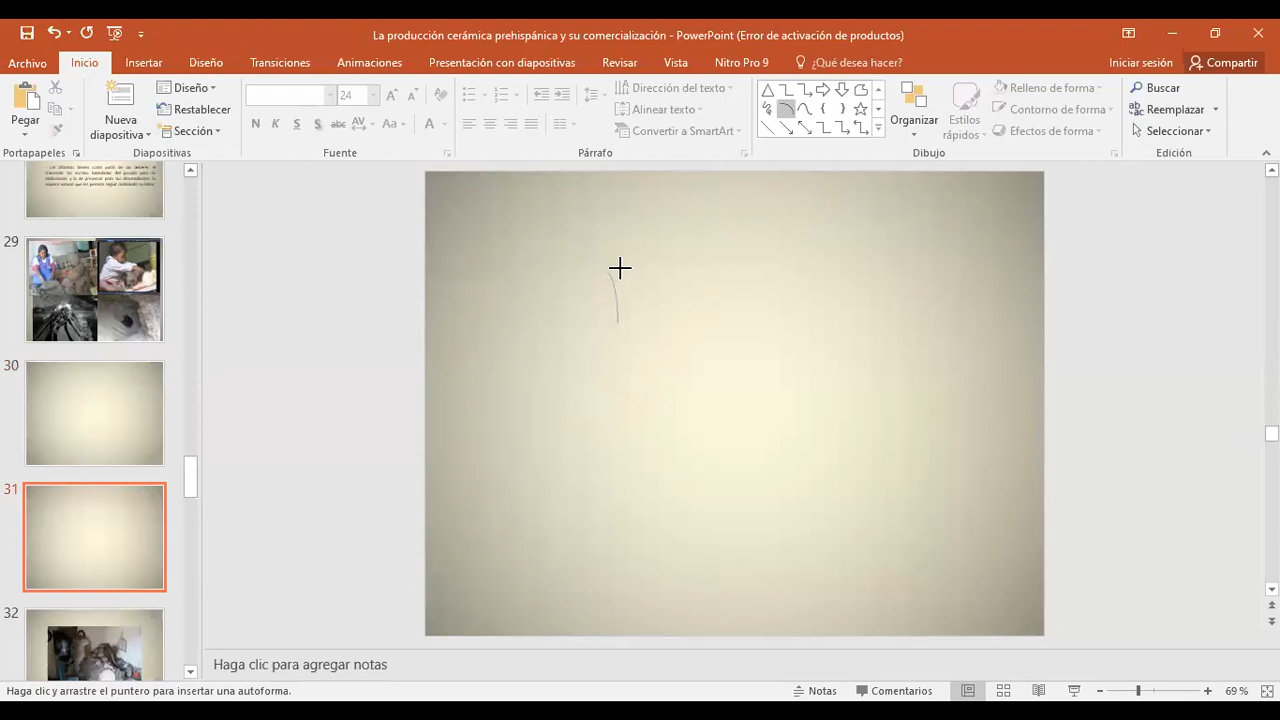 La producción cerámica prehispánica y su comercialización - PowerPoint (Error de activación de productos)
Archivo Inicio Insertar Diseño Transiciones Animaciones Presentación con diapositivas Revisar Vista Nitro Pro 9 ¿Qué desea hacer? Iniciar sesión Compartir
Pegar
Nueva diapositiva
Diseño
Restablecer
Sección
24
N K S S abc AV Aa A
Dirección del texto
Alinear texto
Convertir a SmartArt
Organizar
Estilos rápidos
Relleno de forma
Contorno de forma
Efectos de forma
Buscar
Reemplazar
Seleccionar
Portapapeles Diapositivas Fuente Párrafo Dibujo Edición
29
30
31
32
Haga clic para agregar notas
Haga clic y arrastre el puntero para insertar una autoforma. Notas Comentarios 69 %